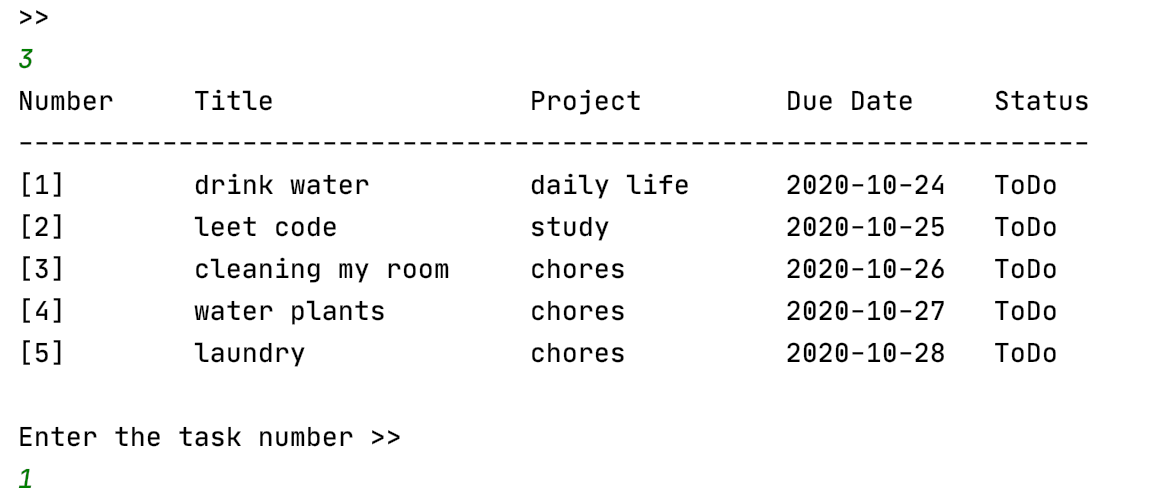 >>
3
Number     Title                Project         Due Date     Status
-------------------------------------------------------------------
[1]        drink water          daily life      2020-10-24   ToDo
[2]        leet code            study           2020-10-25   ToDo
[3]        cleaning my room     chores          2020-10-26   ToDo
[4]        water plants         chores          2020-10-27   ToDo
[5]        laundry              chores          2020-10-28   ToDo
Enter the task number >>
1